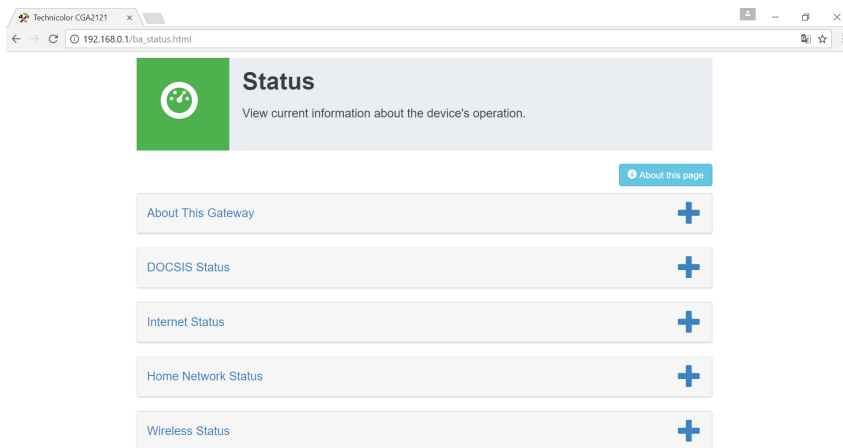 Technicolor CGA2121
192.168.0.1/ba_status.html
Status
View current information about the device's operation.
About this page
About This Gateway
DOCSIS Status
Internet Status
Home Network Status
Wireless Status